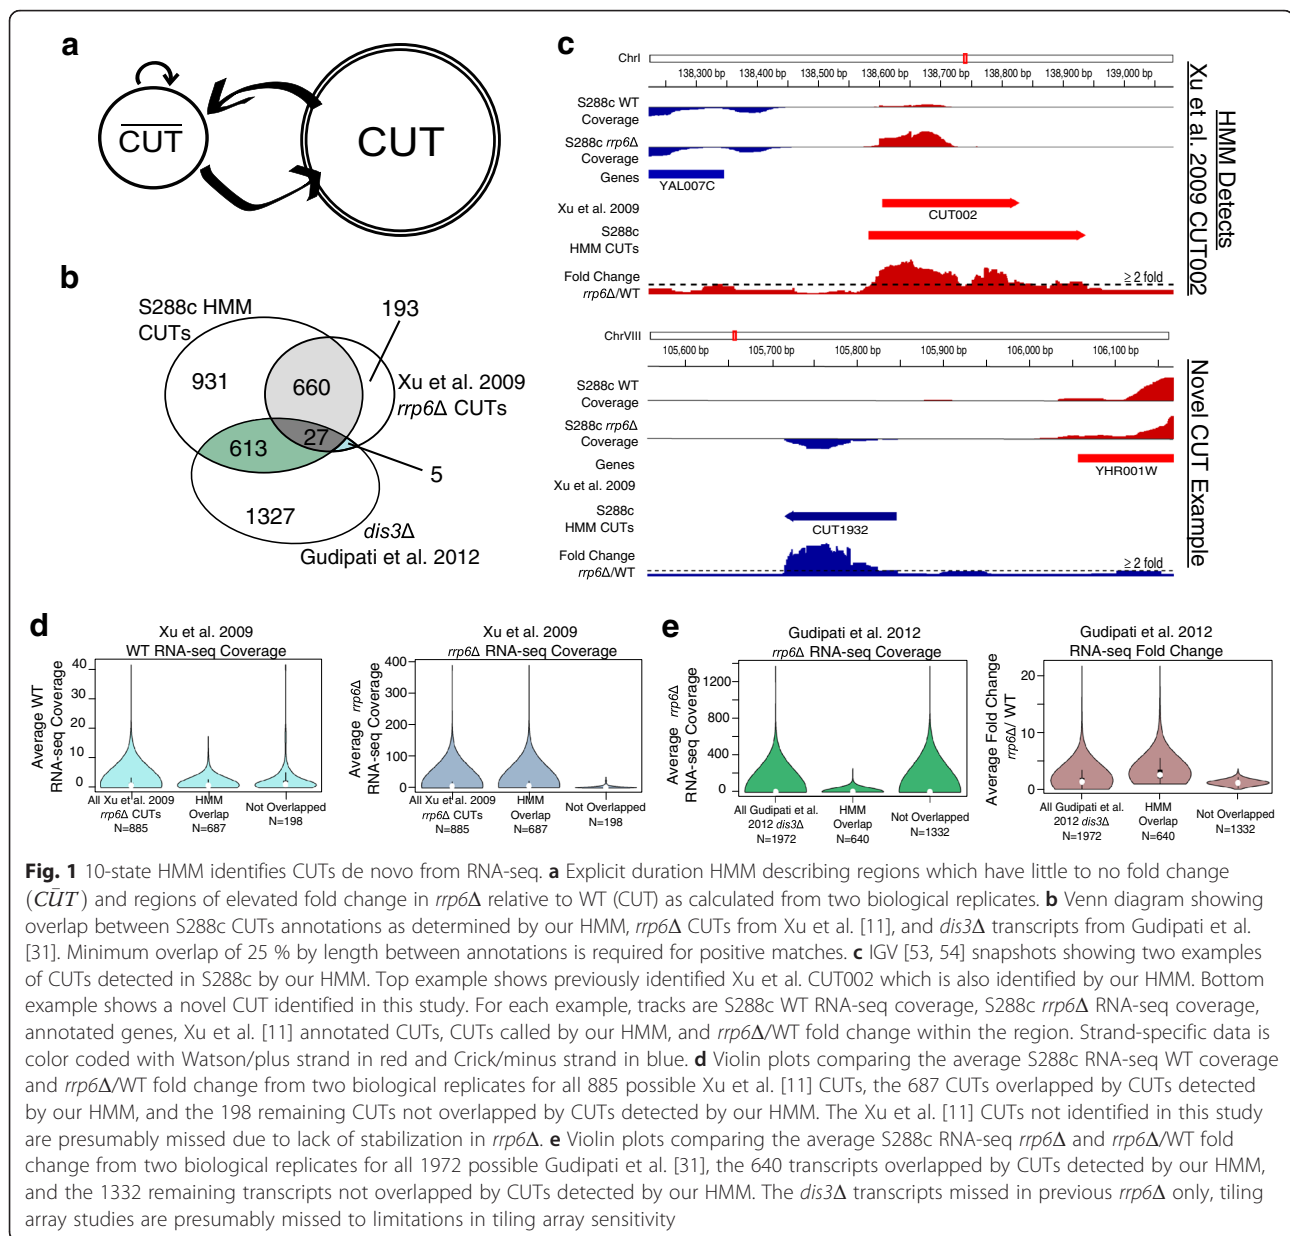 a
CUT
CUT
b
S288c HMM
CUTs
193
931
660
Xu et al. 2009
rrp6Δ CUTs
613
27
5
1327
dis3Δ
Gudipati et al. 2012
c
ChrI
138,300 bp 138,400 bp 138,500 bp 138,600 bp 138,700 bp 138,800 bp 138,900 bp 139,000 bp
S288c WT
Coverage
S288c rrp6Δ
Coverage
Genes
YAL007C
Xu et al. 2009
CUT002
S288c
HMM CUTs
Fold Change
rrp6Δ/WT
≥ 2 fold
HMM Detects
Xu et al. 2009 CUT002
ChrVIII
105,600 bp 105,700 bp 105,800 bp 105,900 bp 106,000 bp 106,100 bp
S288c WT
Coverage
S288c rrp6Δ
Coverage
Genes
YHR001W
Xu et al. 2009
S288c
HMM CUTs
CUT1932
Fold Change
rrp6Δ/WT
≥ 2 fold
Novel CUT Example
d
Xu et al. 2009
WT RNA-seq Coverage
Average WT
RNA-seq Coverage
40
30
20
10
0
All Xu et al. 2009
rrp6Δ CUTs
N=885
HMM
Overlap
N=687
Not Overlapped
N=198
Xu et al. 2009
rrp6Δ RNA-seq Coverage
Average rrp6Δ
RNA-seq Coverage
400
300
200
100
0
All Xu et al. 2009
rrp6Δ CUTs
N=885
HMM
Overlap
N=687
Not Overlapped
N=198
e
Gudipati et al. 2012
rrp6Δ RNA-seq Coverage
Average rrp6Δ
RNA-seq Coverage
1200
800
400
0
All Gudipati et al.
2012 dis3Δ
N=1972
HMM
Overlap
N=640
Not Overlapped
N=1332
Gudipati et al. 2012
RNA-seq Fold Change
Average Fold Change
rrp6Δ/ WT
20
10
0
All Gudipati et al.
2012 dis3Δ
N=1972
HMM
Overlap
N=640
Not Overlapped
N=1332
Fig. 1 10-state HMM identifies CUTs de novo from RNA-seq. a Explicit duration HMM describing regions which have little to no fold change
(CŪT) and regions of elevated fold change in rrp6Δ relative to WT (CUT) as calculated from two biological replicates. b Venn diagram showing
overlap between S288c CUTs annotations as determined by our HMM, rrp6Δ CUTs from Xu et al. [11], and dis3Δ transcripts from Gudipati et al.
[31]. Minimum overlap of 25 % by length between annotations is required for positive matches. c IGV [53, 54] snapshots showing two examples
of CUTs detected in S288c by our HMM. Top example shows previously identified Xu et al. CUT002 which is also identified by our HMM. Bottom
example shows a novel CUT identified in this study. For each example, tracks are S288c WT RNA-seq coverage, S288c rrp6Δ RNA-seq coverage,
annotated genes, Xu et al. [11] annotated CUTs, CUTs called by our HMM, and rrp6Δ/WT fold change within the region. Strand-specific data is
color coded with Watson/plus strand in red and Crick/minus strand in blue. d Violin plots comparing the average S288c RNA-seq WT coverage
and rrp6Δ/WT fold change from two biological replicates for all 885 possible Xu et al. [11] CUTs, the 687 CUTs overlapped by CUTs detected
by our HMM, and the 198 remaining CUTs not overlapped by CUTs detected by our HMM. The Xu et al. [11] CUTs not identified in this study
are presumably missed due to lack of stabilization in rrp6Δ. e Violin plots comparing the average S288c RNA-seq rrp6Δ and rrp6Δ/WT fold
change from two biological replicates for all 1972 possible Gudipati et al. [31], the 640 transcripts overlapped by CUTs detected by our HMM,
and the 1332 remaining transcripts not overlapped by CUTs detected by our HMM. The dis3Δ transcripts missed in previous rrp6Δ only, tiling
array studies are presumably missed to limitations in tiling array sensitivity